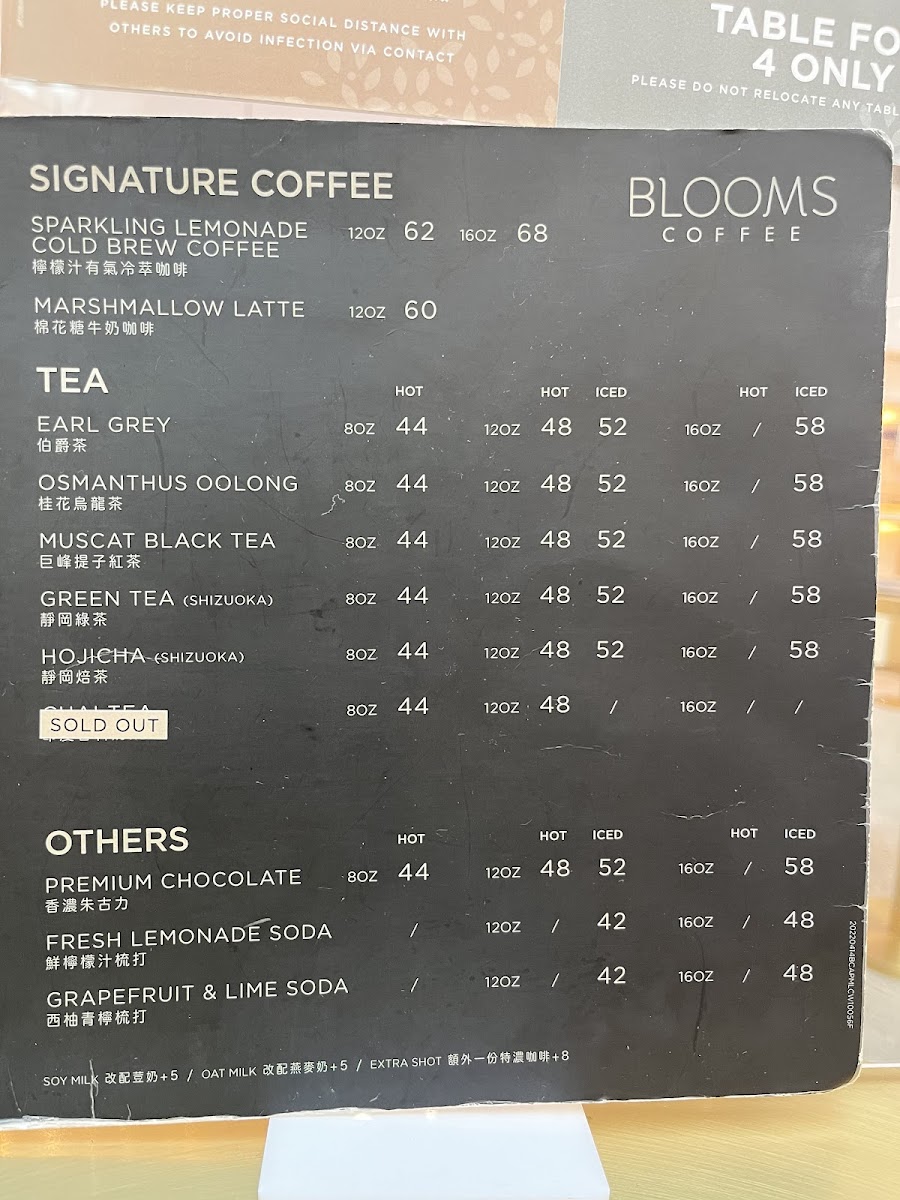 PLEASE KEEP PROPER SOCIAL DISTANCE WITH
OTHERS TO AVOID INFECTION VIA CONTACT
TABLE FO
4 ONLY
PLEASE DO NOT RELOCATE ANY TABL
BLOOMS
COFFEE
SIGNATURE COFFEE
SPARKLING LEMONADE
COLD BREW COFFEE 12OZ 62 16OZ 68
檸檬汁有氣冷萃咖啡
MARSHMALLOW LATTE 12OZ 60
棉花糖牛奶咖啡
TEA
HOT HOT ICED HOT ICED
EARL GREY 8OZ 44 12OZ 48 52 16OZ / 58
伯爵茶
OSMANTHUS OOLONG 8OZ 44 12OZ 48 52 16OZ / 58
桂花烏龍茶
MUSCAT BLACK TEA 8OZ 44 12OZ 48 52 16OZ / 58
巨峰提子紅茶
GREEN TEA (SHIZUOKA) 8OZ 44 12OZ 48 52 16OZ / 58
靜岡綠茶
HOJICHA (SHIZUOKA) 8OZ 44 12OZ 48 52 16OZ / 58
靜岡焙茶
CHAI TEA 8OZ 44 12OZ 48 / 16OZ / /
SOLD OUT
OTHERS
HOT HOT ICED HOT ICED
PREMIUM CHOCOLATE 8OZ 44 12OZ 48 52 16OZ / 58
香濃朱古力
FRESH LEMONADE SODA / 12OZ / 42 16OZ / 48
鮮檸檬汁梳打
GRAPEFRUIT & LIME SODA / 12OZ / 42 16OZ / 48
西柚青檸梳打
SOY MILK 改配荳奶+5 / OAT MILK 改配燕麥奶+5 / EXTRA SHOT 額外一份特濃咖啡+8